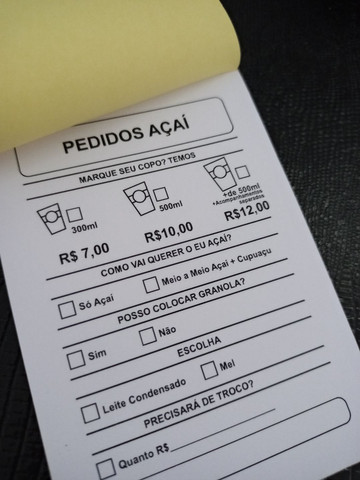 PEDIDOS AÇAÍ
MARQUE SEU COPO? TEMOS
300ml
500ml
+de 500ml
+Acompanhamentos
separados
R$ 7,00
R$10,00
R$12,00
COMO VAI QUERER O EU AÇAÍ?
Só Açaí
Meio a Meio Açaí + Cupuaçu
POSSO COLOCAR GRANOLA?
Sim
Não
ESCOLHA
Leite Condensado
Mel
PRECISARÁ DE TROCO?
Quanto R$